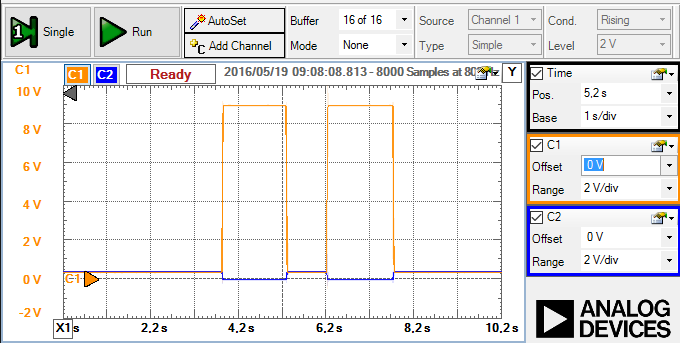 Single
Run
AutoSet
Add Channel
Buffer 16 of 16
Mode None
Source Channel 1
Type Simple
Cond. Rising
Level 2 V
C1 C1 C2 Ready 2016/05/19 09:08:08.813 - 8000 Samples at Y
10 V
8 V
6 V
4 V
2 V
0 V
-2 V
C1
X1 s 2,2 s 4,2 s 6,2 s 8,2 s 10,2 s
Time
Pos. 5,2 s
Base 1 s/div
C1
Offset 0 V
Range 2 V/div
C2
Offset 0 V
Range 2 V/div
ANALOG
DEVICES